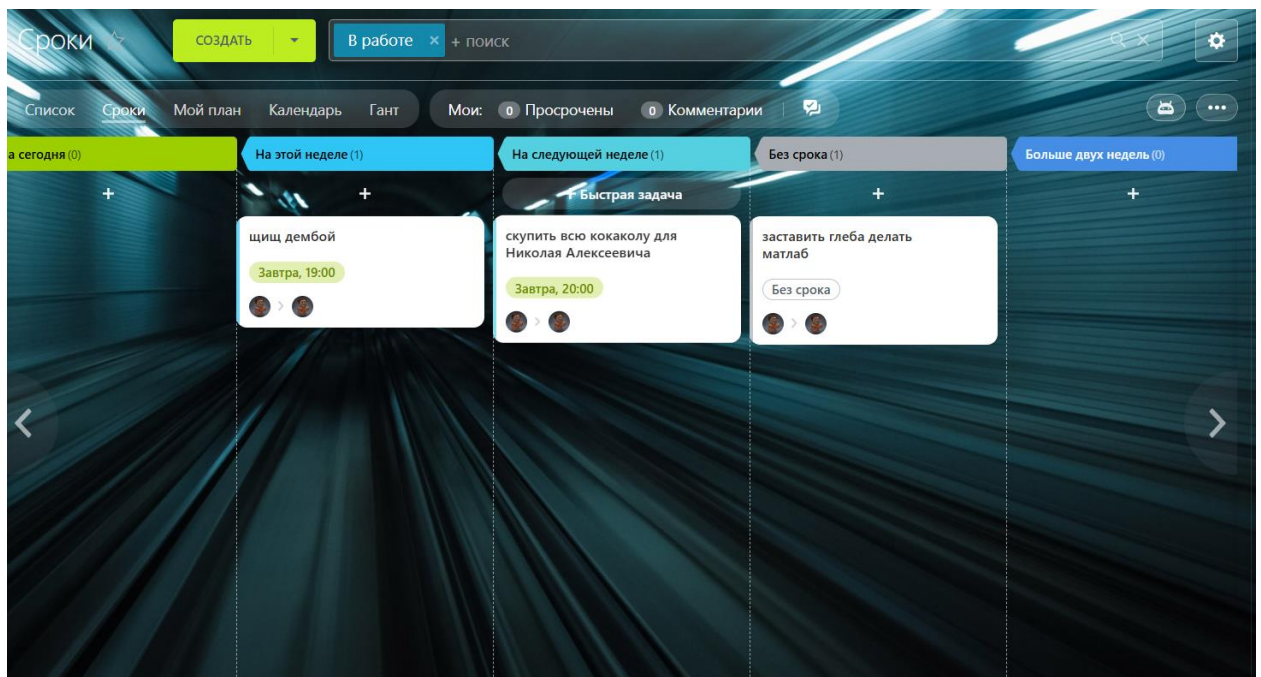 Сроки
СОЗДАТЬ
В работе × + поиск
Список Сроки Мой план Календарь Гант Мои: 0 Просрочены 0 Комментарии
а сегодня (0) На этой неделе (1) На следующей неделе (1) Без срока (1) Больше двух недель (0)
+ + + Быстрая задача + +
щищ дембой
Завтра, 19:00
скупить всю кокаколу для
Николая Алексеевича
Завтра, 20:00
заставить глеба делать
матлаб
Без срока